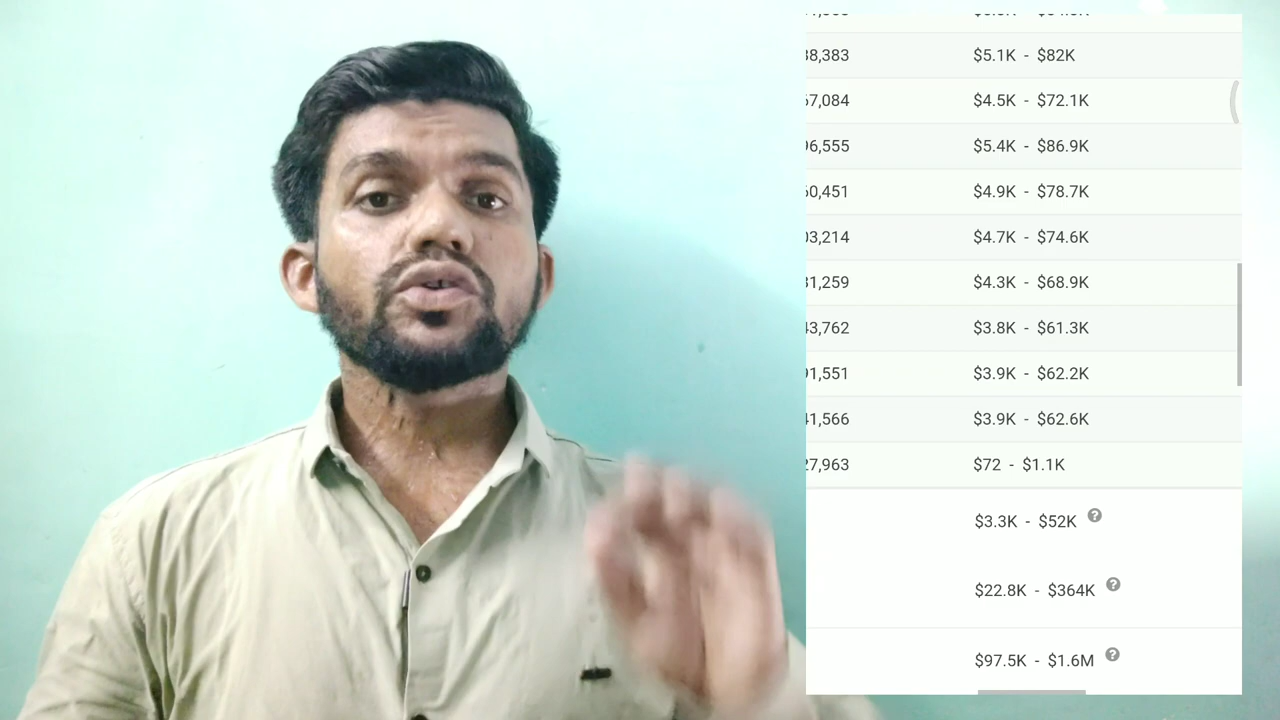 38,383 $5.1K - $82K
57,084 $4.5K - $72.1K
96,555 $5.4K - $86.9K
50,451 $4.9K - $78.7K
03,214 $4.7K - $74.6K
31,259 $4.3K - $68.9K
43,762 $3.8K - $61.3K
91,551 $3.9K - $62.2K
41,566 $3.9K - $62.6K
27,963 $72 - $1.1K
$3.3K - $52K ?
$22.8K - $364K ?
$97.5K - $1.6M ?